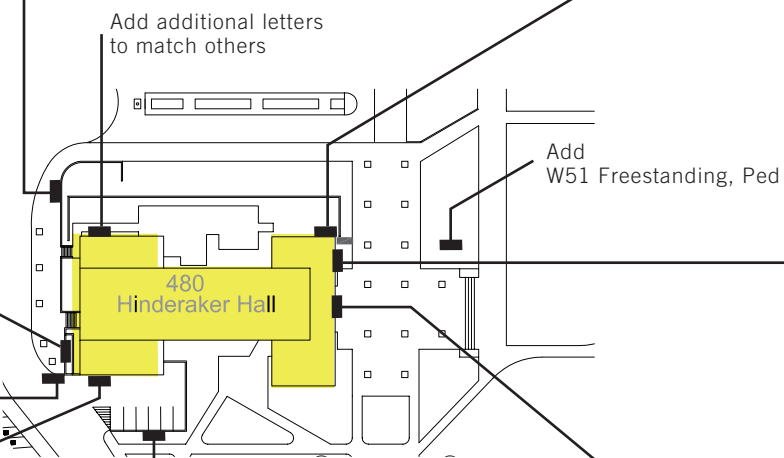 Add additional letters
to match others
Add
W51 Freestanding, Ped
480
Hinderaker Hall